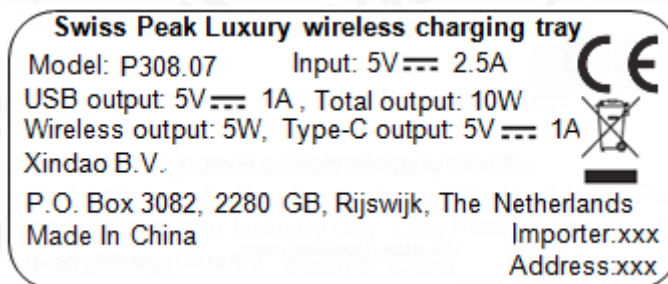 Swiss Peak Luxury wireless charging tray
Model: P308.07 Input: 5V⎓ 2.5A
USB output: 5V⎓ 1A , Total output: 10W
Wireless output: 5W, Type-C output: 5V⎓ 1A
Xindao B.V.
P.O. Box 3082, 2280 GB, Rijswijk, The Netherlands
Made In China
Importer:xxx
Address:xxx
CE